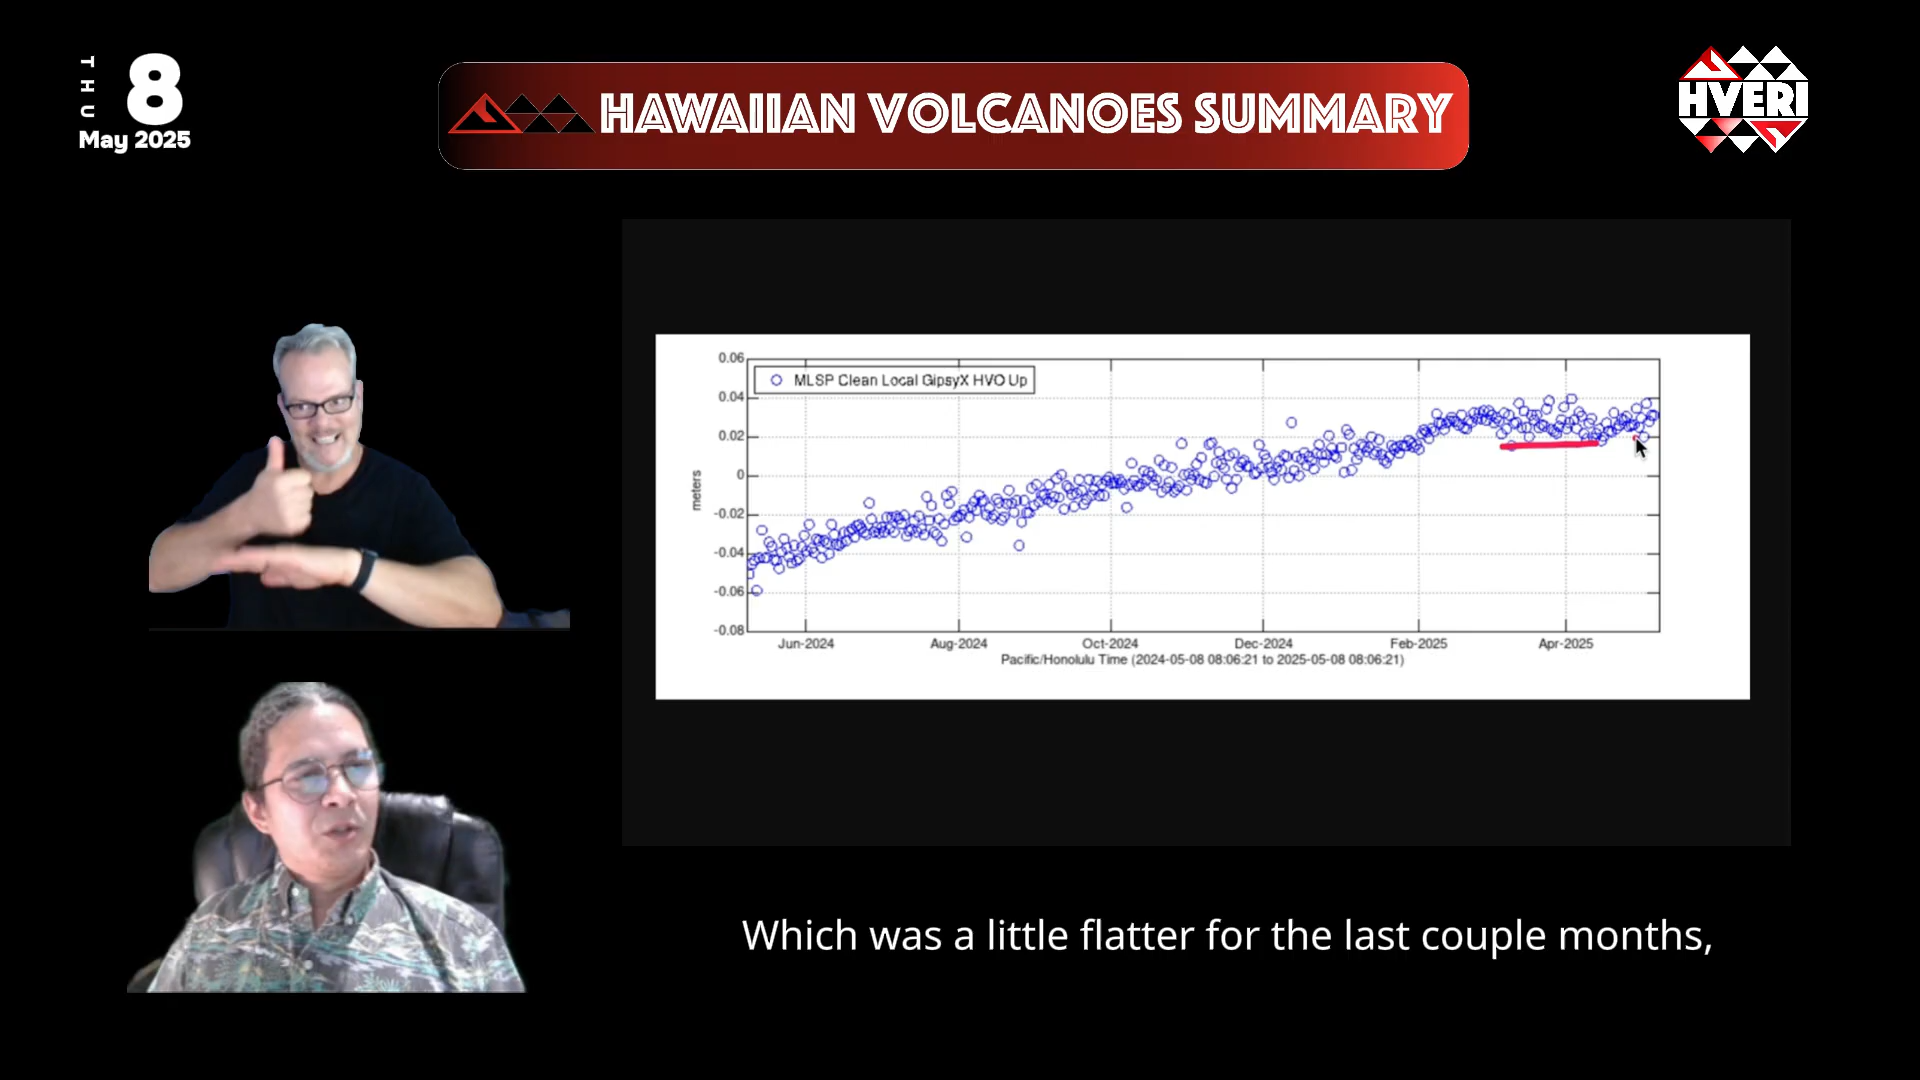 THU
8
May 2025
HAWAIIAN VOLCANOES SUMMARY
HVERI
MLSP Clean Local GipsyX HVO Up
0.06
0.04
0.02
0
-0.02
-0.04
-0.06
-0.08
meters
Jun-2024 Aug-2024 Oct-2024 Dec-2024 Feb-2025 Apr-2025
Pacific/Honolulu Time (2024-05-08 08:06:21 to 2025-05-08 08:06:21)
Which was a little flatter for the last couple months,